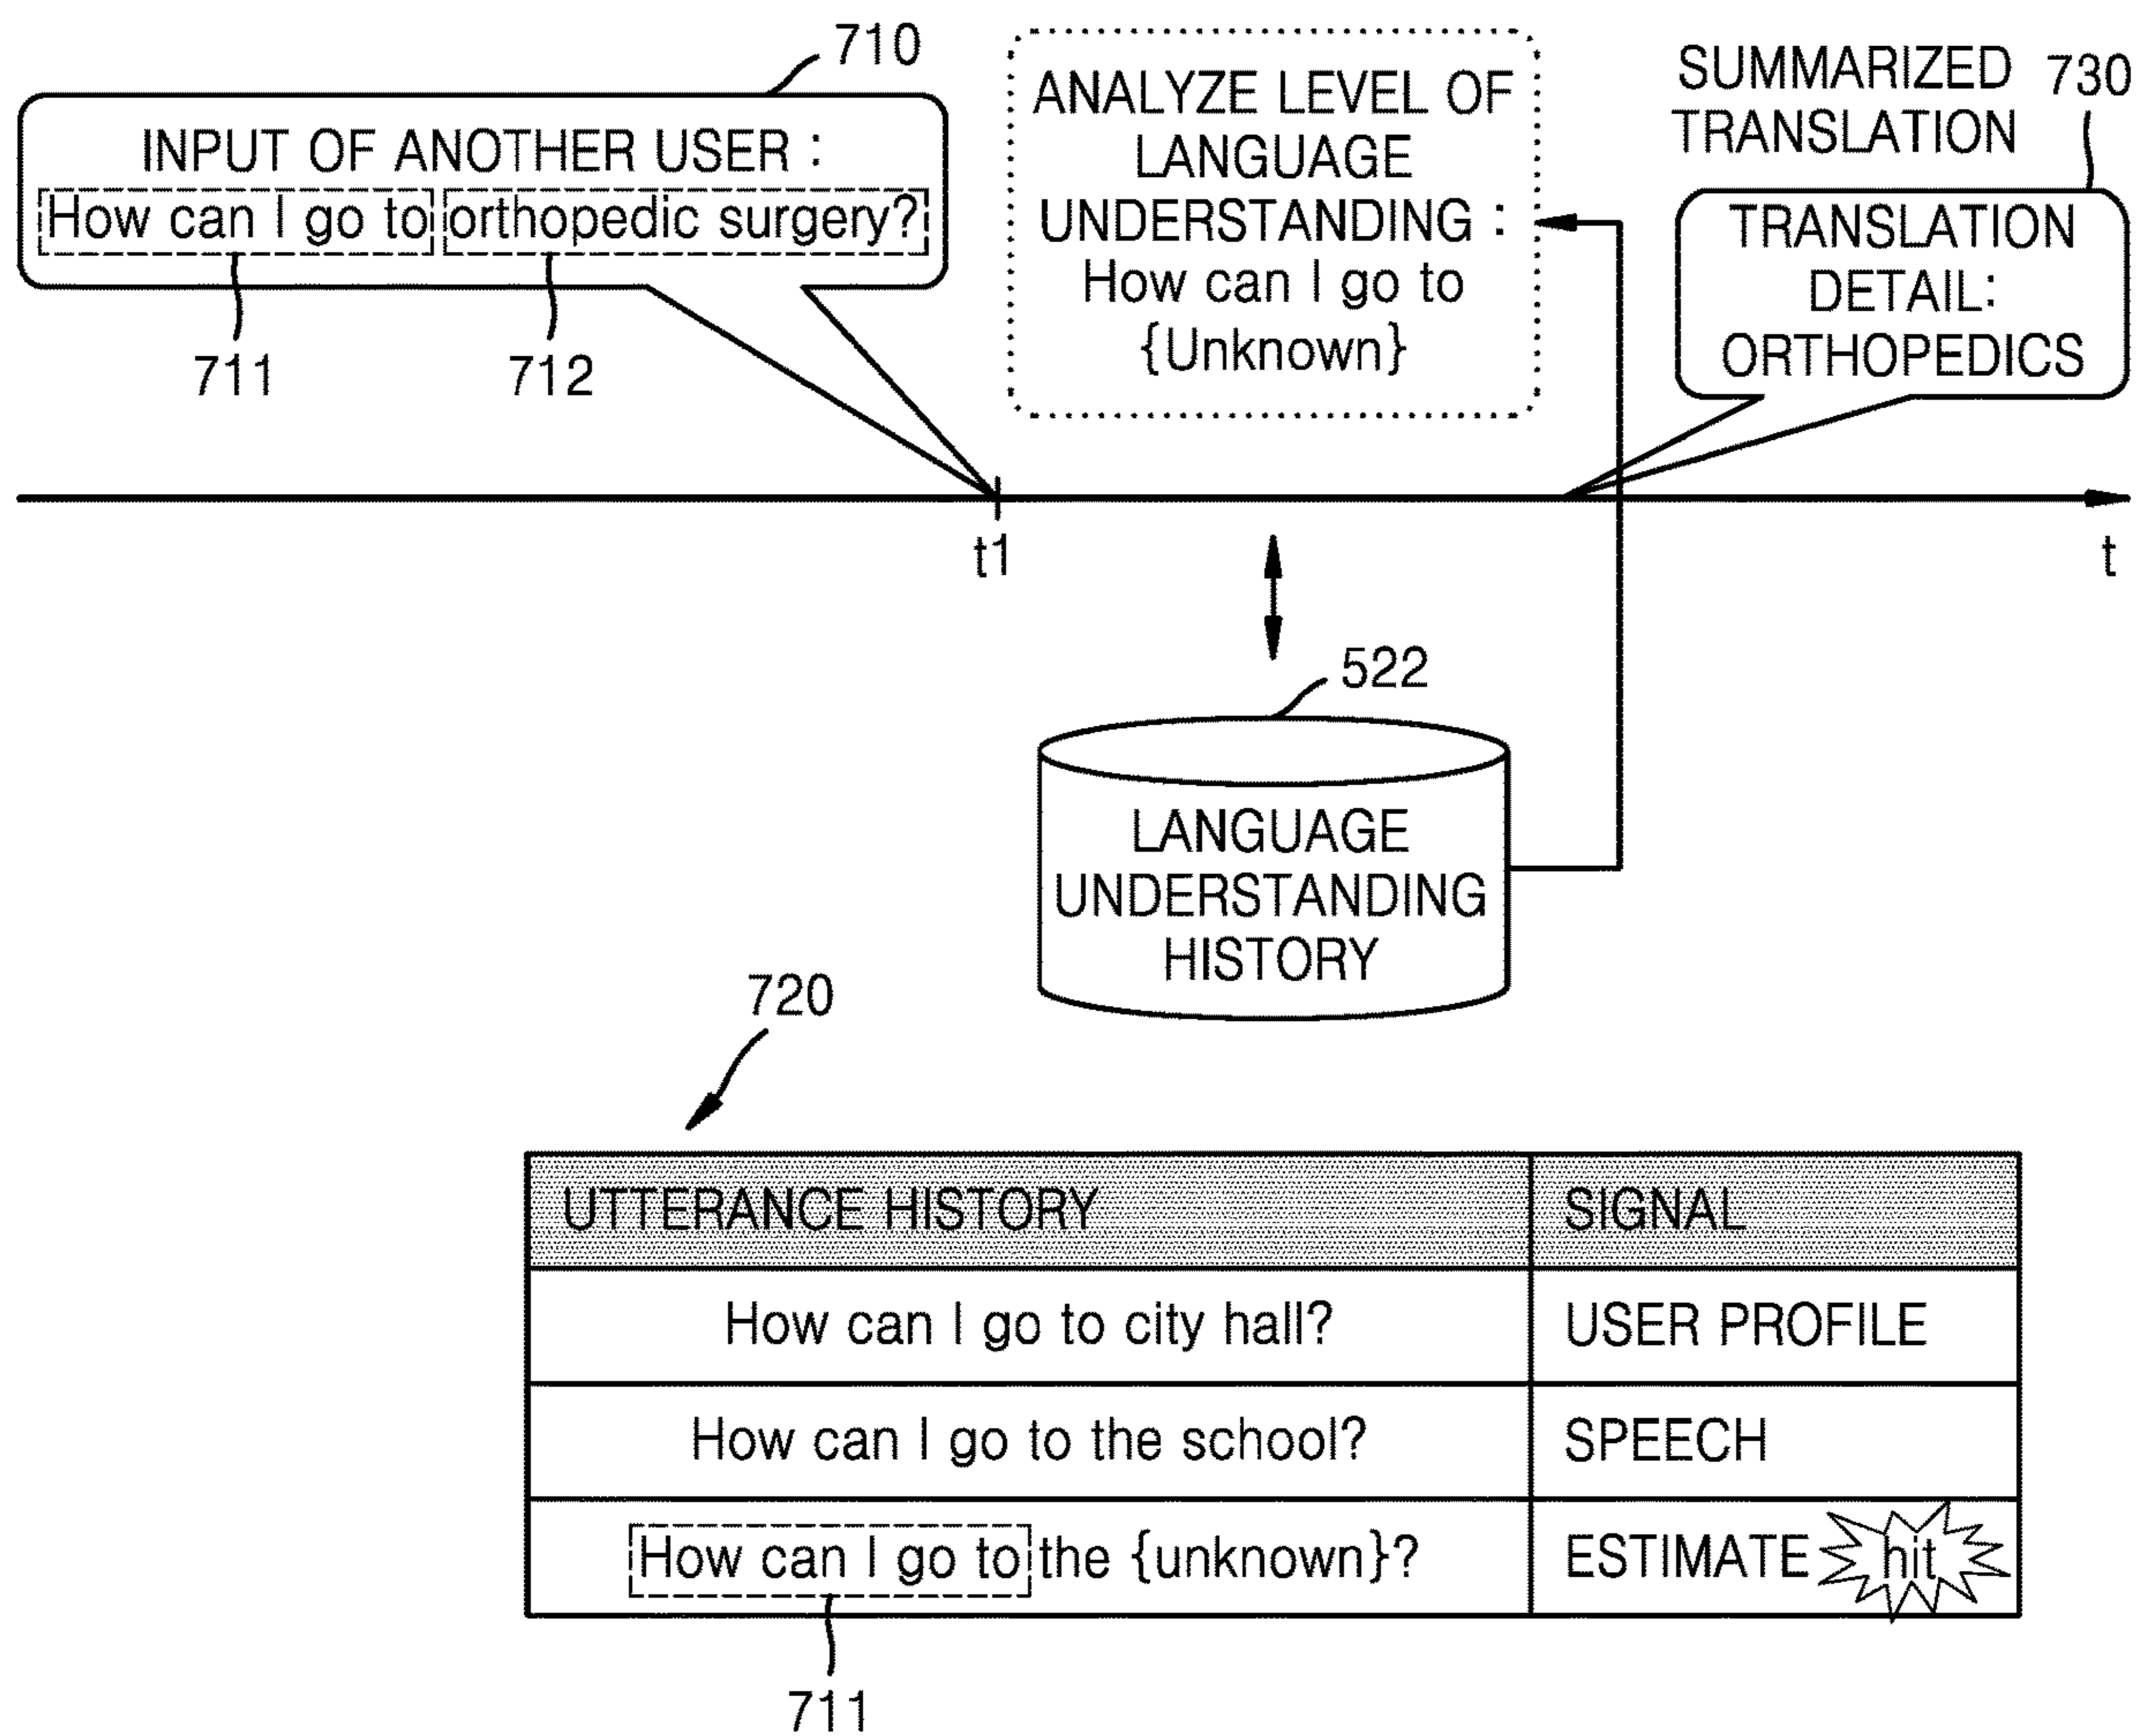 710
INPUT OF ANOTHER USER :
How can I go to orthopedic surgery?
711
712
ANALYZE LEVEL OF
LANGUAGE
UNDERSTANDING :
How can I go to
{Unknown}
SUMMARIZED
TRANSLATION
730
TRANSLATION
DETAIL:
ORTHOPEDICS
t1
t
522
LANGUAGE
UNDERSTANDING
HISTORY
720
UTTERANCE HISTORY
SIGNAL
How can I go to city hall?
USER PROFILE
How can I go to the school?
SPEECH
How can I go to the {unknown}?
ESTIMATE
hit
711